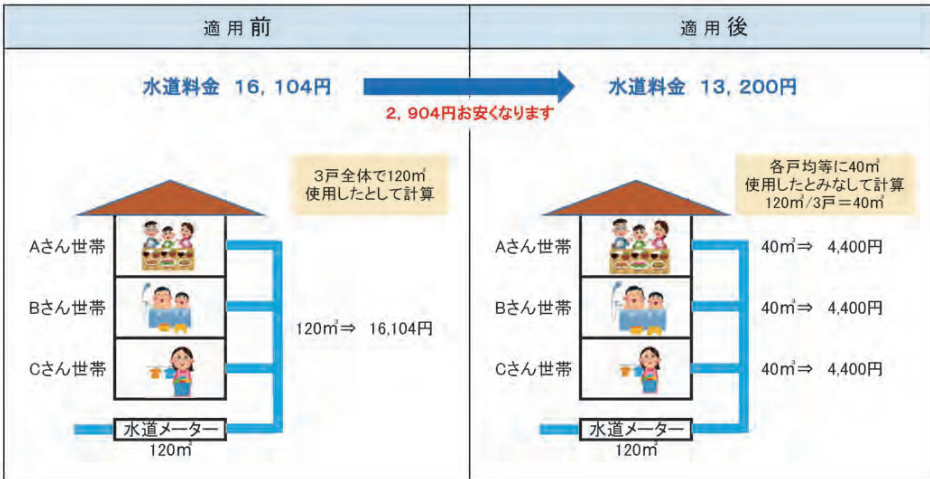 適用前
適用後
水道料金 16,104円
水道料金 13,200円
2,904円お安くなります
3戸全体で120㎥
使用したとして計算
各戸均等に40㎥
使用したとみなして計算
120㎥/3戸＝40㎥
Aさん世帯
Bさん世帯
Cさん世帯
120㎥⇒ 16,104円
水道メーター
120㎥
Aさん世帯
40㎥⇒ 4,400円
Bさん世帯
40㎥⇒ 4,400円
Cさん世帯
40㎥⇒ 4,400円
水道メーター
120㎥